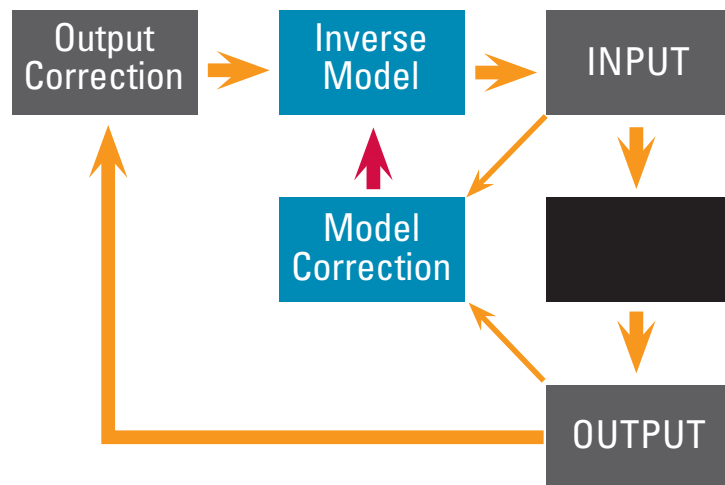 Output
Correction
Inverse
Model
INPUT
Model
Correction
OUTPUT